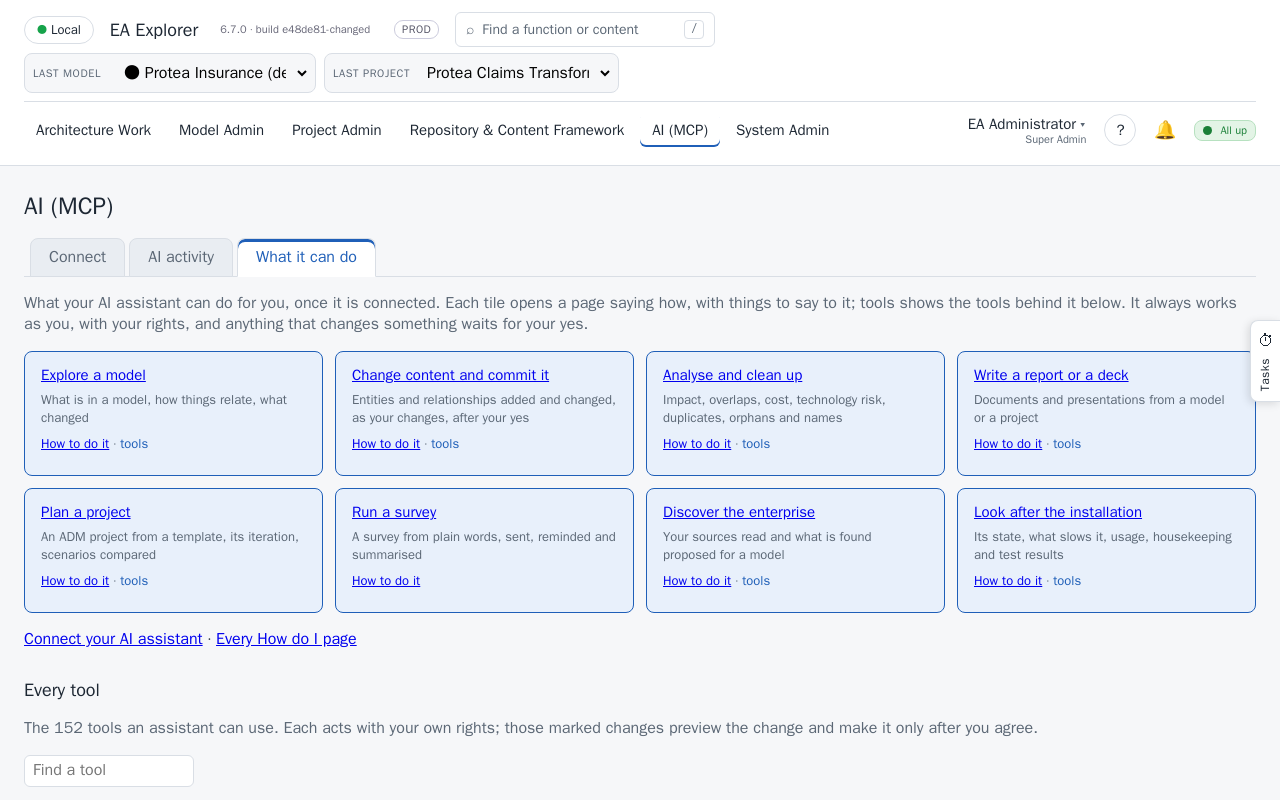 Local
EA Explorer
6.7.0 · build e48de81-changed
PROD
Find a function or content
/
LAST MODEL
Protea Insurance (de
LAST PROJECT
Protea Claims Transfor
Architecture Work
Model Admin
Project Admin
Repository & Content Framework
AI (MCP)
System Admin
EA Administrator
Super Admin
?
All up
AI (MCP)
Connect
AI activity
What it can do
What your AI assistant can do for you, once it is connected. Each tile opens a page saying how, with things to say to it; tools shows the tools behind it below. It always works
as you, with your rights, and anything that changes something waits for your yes.
Explore a model
What is in a model, how things relate, what
changed
How to do it · tools
Change content and commit it
Entities and relationships added and changed,
as your changes, after your yes
How to do it · tools
Analyse and clean up
Impact, overlaps, cost, technology risk,
duplicates, orphans and names
How to do it · tools
Write a report or a deck
Documents and presentations from a model
or a project
How to do it · tools
Tasks
Plan a project
An ADM project from a template, its iteration,
scenarios compared
How to do it · tools
Run a survey
A survey from plain words, sent, reminded and
summarised
How to do it
Discover the enterprise
Your sources read and what is found
proposed for a model
How to do it · tools
Look after the installation
Its state, what slows it, usage, housekeeping
and test results
How to do it · tools
Connect your AI assistant · Every How do I page
Every tool
The 152 tools an assistant can use. Each acts with your own rights; those marked changes preview the change and make it only after you agree.
Find a tool